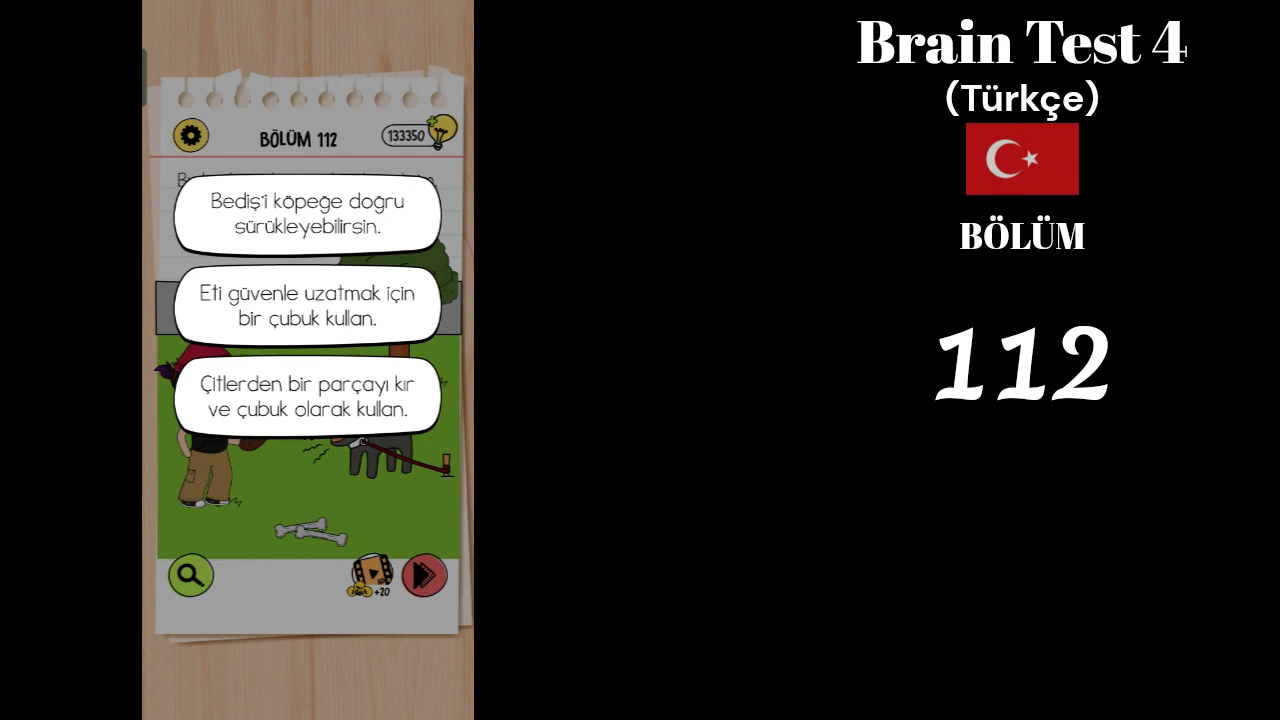 Brain Test 4
(Türkçe)
BÖLÜM
112
BÖLÜM 112
133350
Bediş'i köpeğe doğru
sürükleyebilirsin.
Eti güvenle uzatmak için
bir çubuk kullan.
Çitlerden bir parçayı kır
ve çubuk olarak kullan.
+20